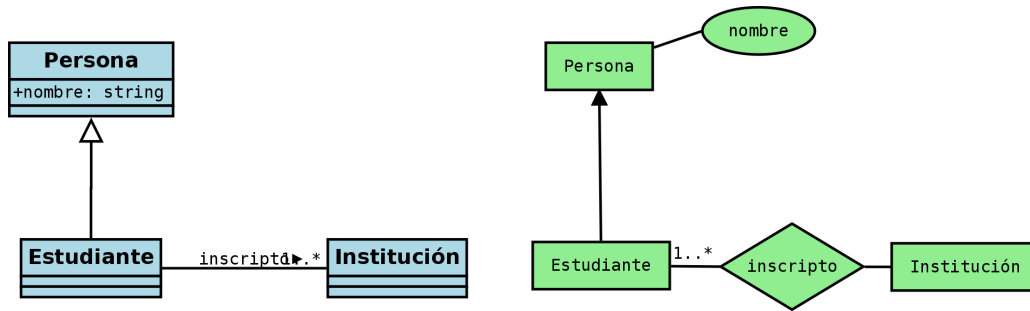 Persona
+nombre: string
Estudiante
inscripto
1..*
Institución
nombre
Persona
Estudiante
1..*
inscripto
Institución